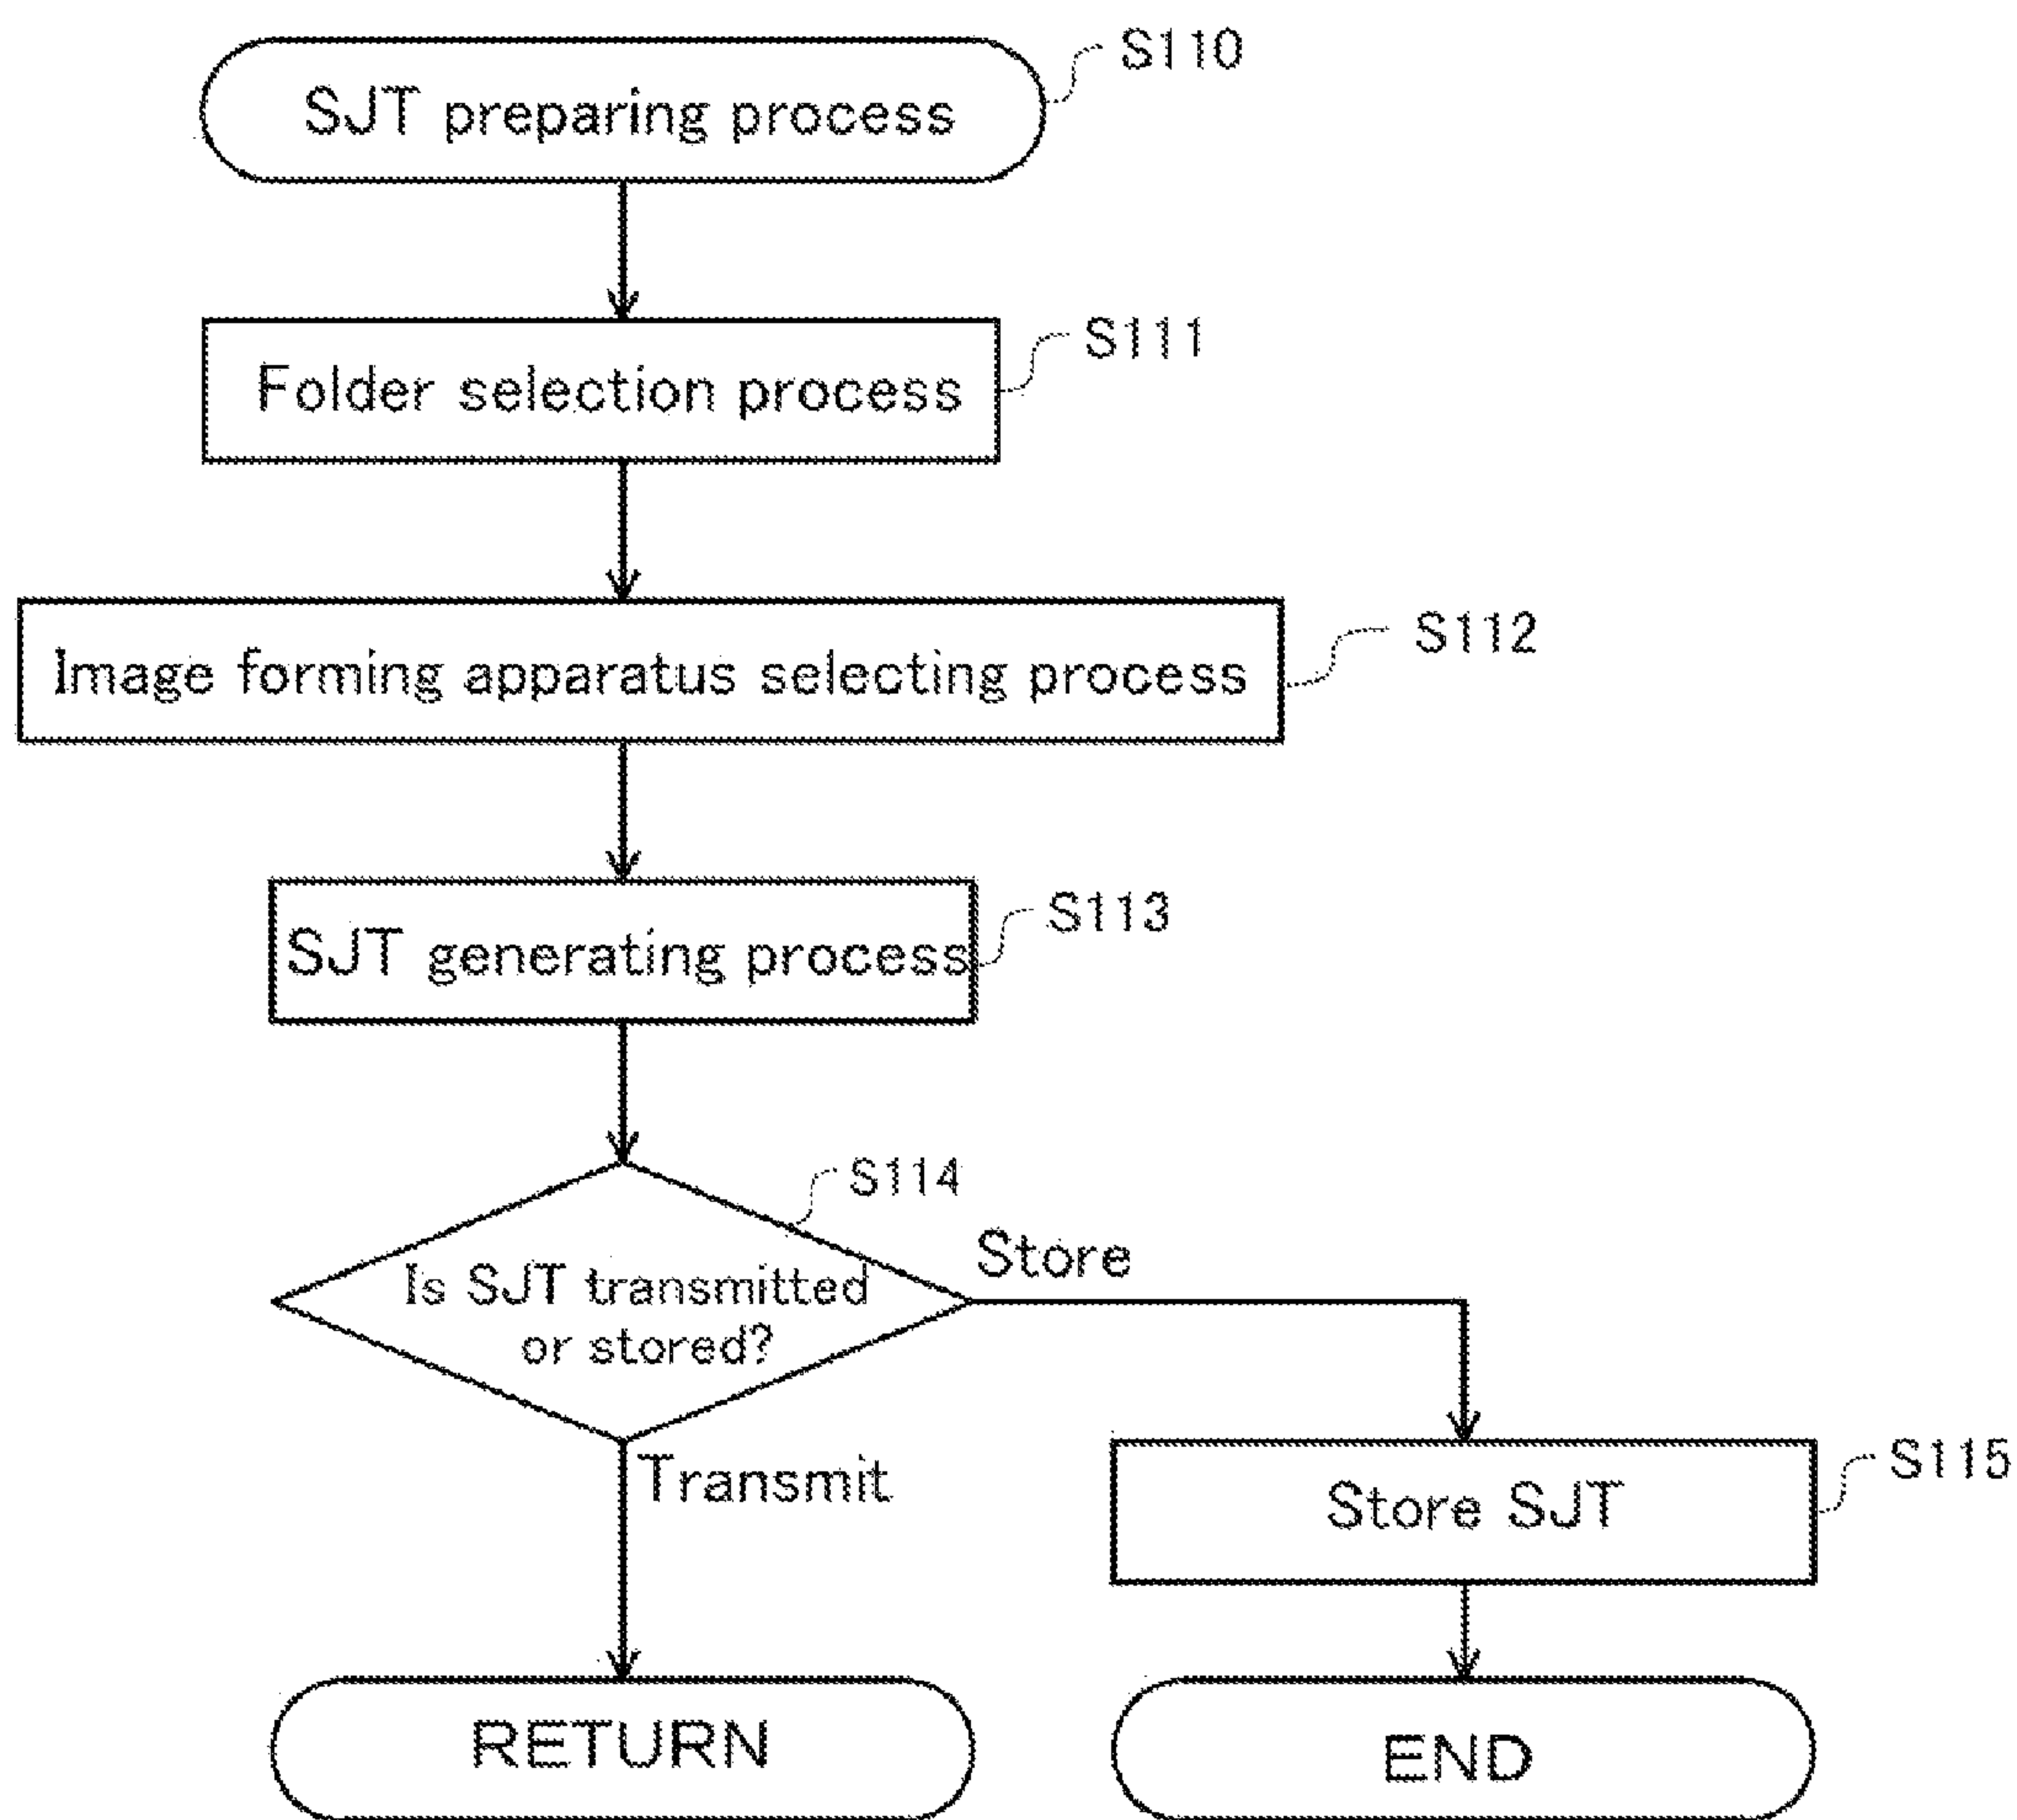 SJT preparing process
S110
Folder selection process
S111
Image forming apparatus selecting process
S112
SJT generating process
S113
S114
Is SJT transmitted
or stored?
Store
Transmit
Store SJT
S115
RETURN
END